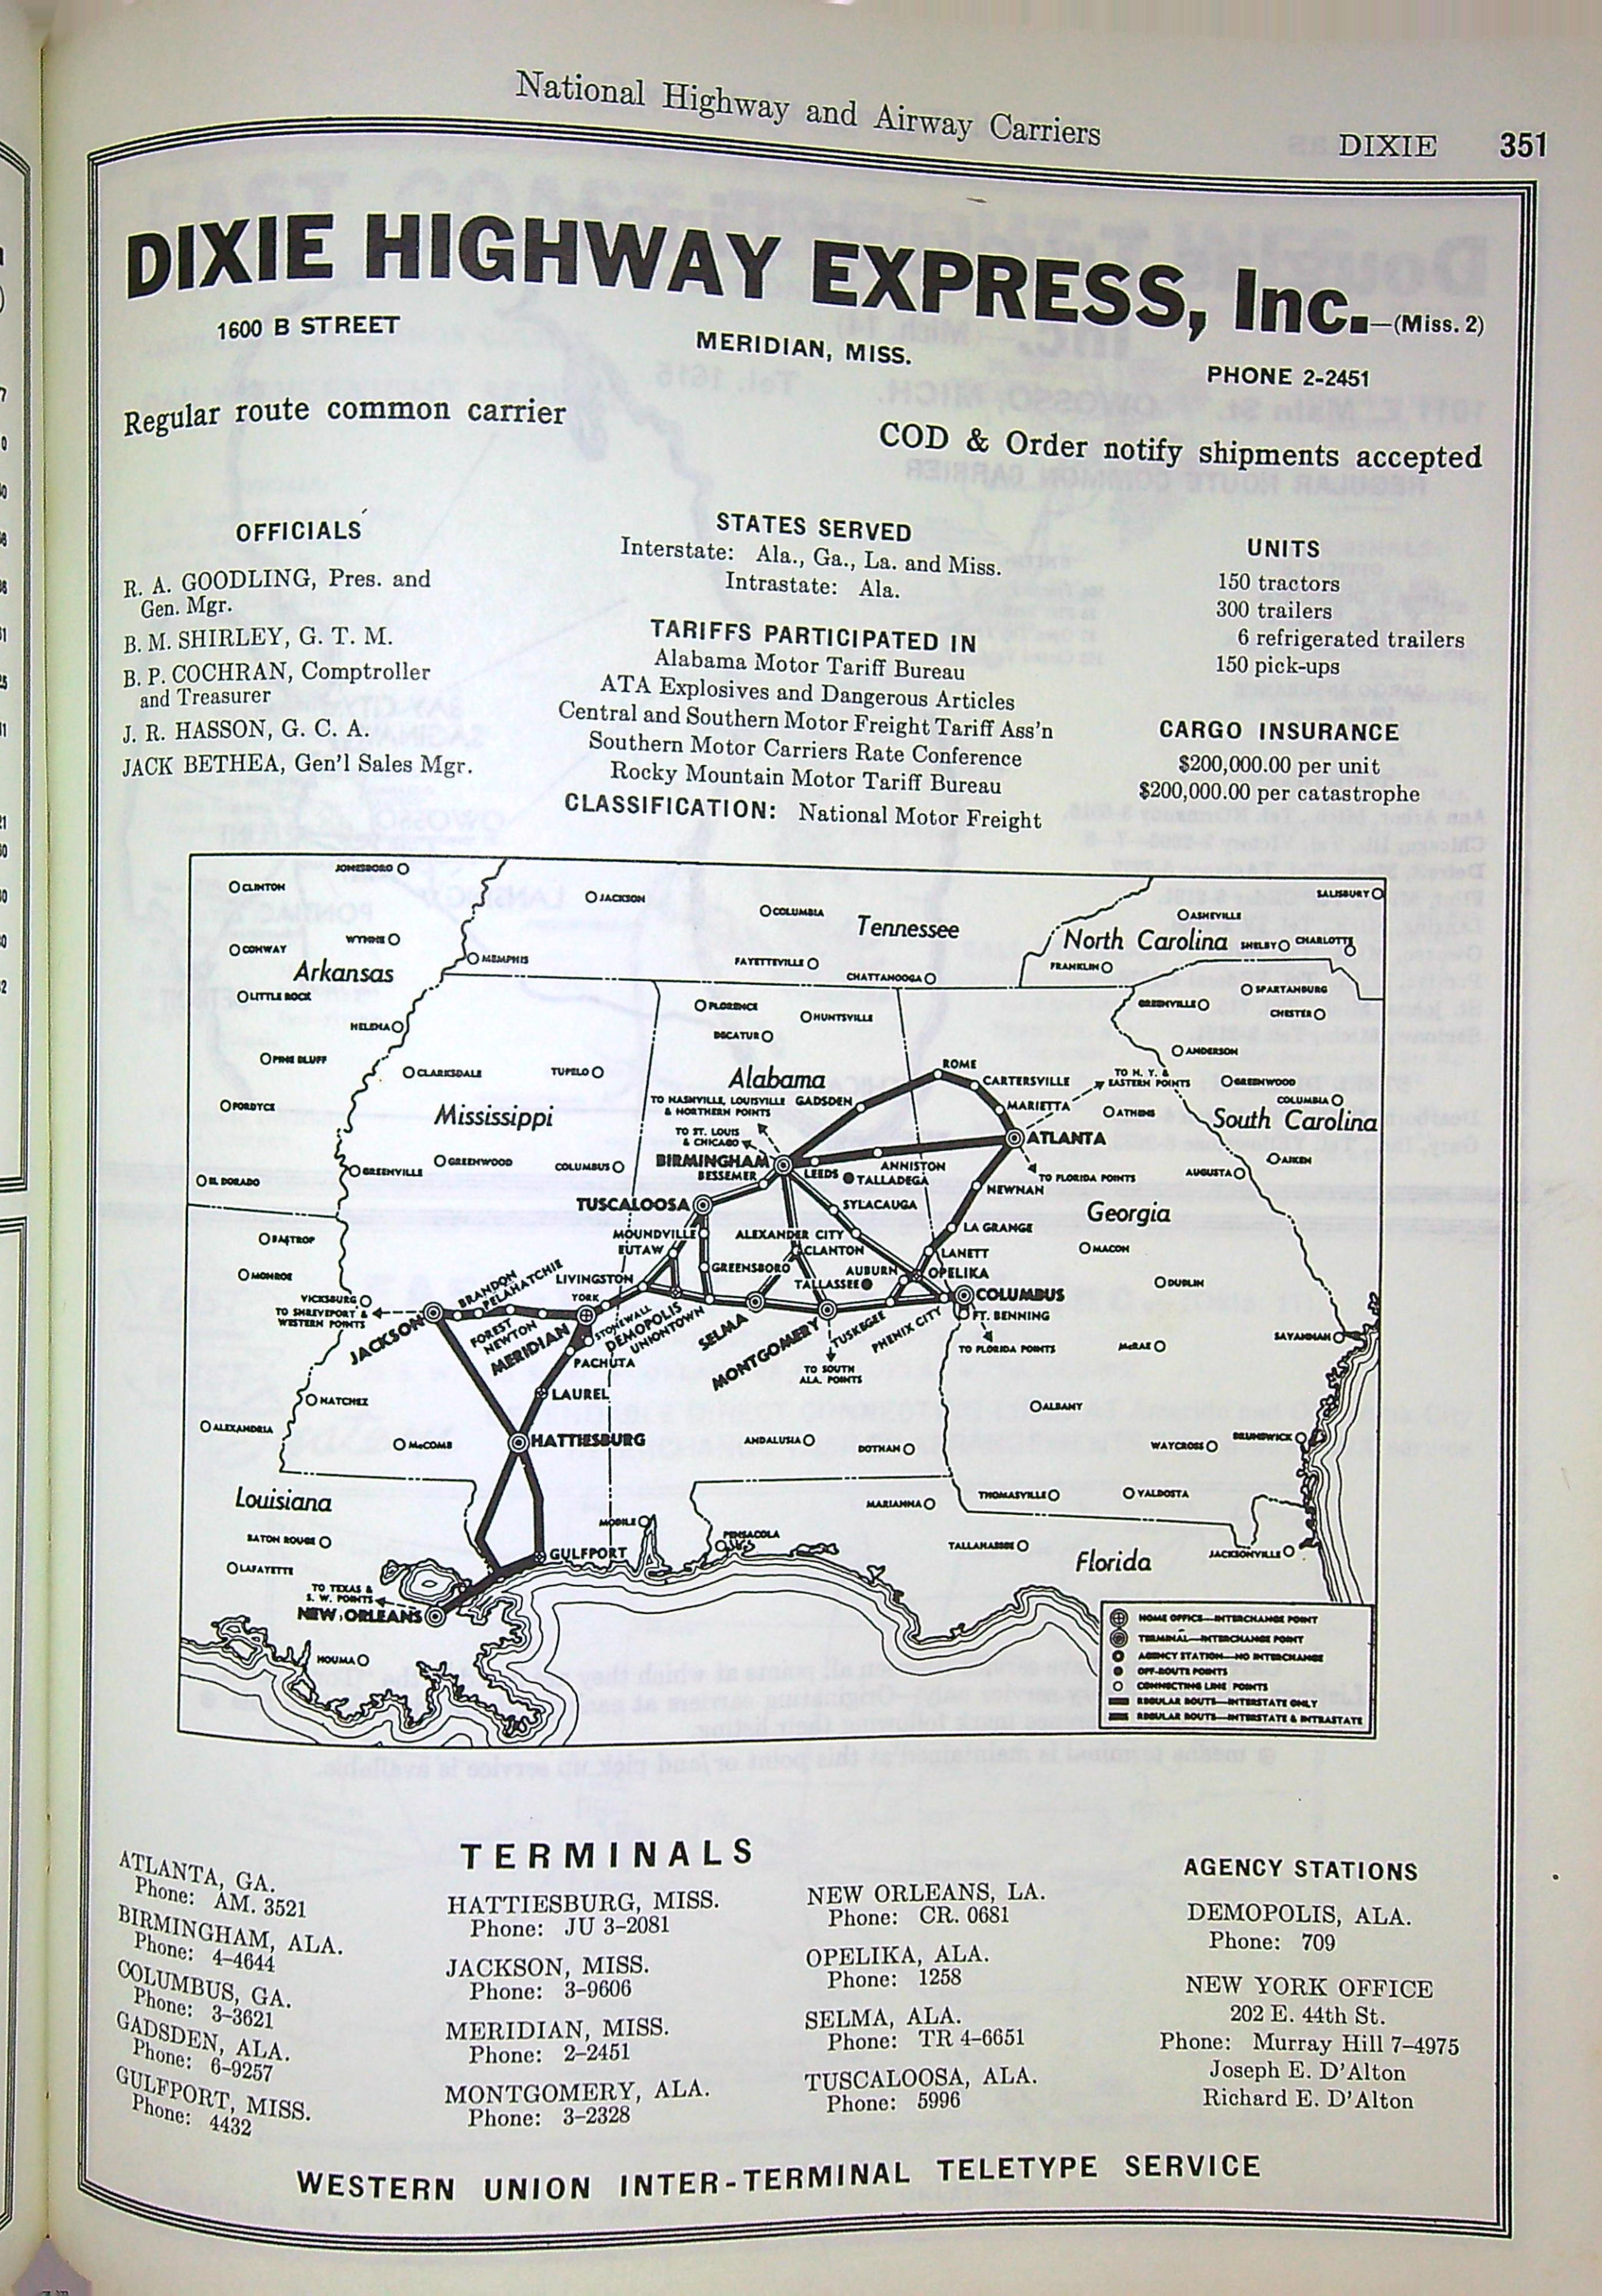 National Highway and Airway Carriers
DIXIE 351
DIXIE HIGHWAY EXPRESS, Inc.—(Miss. 2)
1600 B STREET
MERIDIAN, MISS.
PHONE 2-2451
Regular route common carrier
COD & Order notify shipments accepted
OFFICIALS
R. A. GOODLING, Pres. and
Gen. Mgr.
B. M. SHIRLEY, G. T. M.
B. P. COCHRAN, Comptroller
and Treasurer
J. R. HASSON, G. C. A.
JACK BETHEA, Gen'l Sales Mgr.
STATES SERVED
Interstate: Ala., Ga., La. and Miss.
Intrastate: Ala.
TARIFFS PARTICIPATED IN
Alabama Motor Tariff Bureau
ATA Explosives and Dangerous Articles
Central and Southern Motor Freight Tariff Ass'n
Southern Motor Carriers Rate Conference
Rocky Mountain Motor Tariff Bureau
CLASSIFICATION: National Motor Freight
UNITS
150 tractors
300 trailers
6 refrigerated trailers
150 pick-ups
CARGO INSURANCE
$200,000.00 per unit
$200,000.00 per catastrophe
JONESBORO
CLINTON
JACKSON
COLUMBIA
Tennessee
SALISBURY
ASHEVILLE
North Carolina
SHELBY
CHARLOTTE
WYNNE
CONWAY
MEMPHIS
FAYETTEVILLE
CHATTANOOGA
FRANKLIN
Arkansas
LITTLE ROCK
FLORENCE
HUNTSVILLE
GREENVILLE
SPARTANBURG
CHESTER
HELENA
DECATUR
PINE BLUFF
CLARKSDALE
TUPELO
Alabama
ROME
CARTERSVILLE
ANDERSON
TO N. Y. &
EASTERN POINTS
GREENWOOD
COLUMBIA
FORDYCE
Mississippi
TO NASHVILLE, LOUISVILLE
& NORTHERN POINTS
GADSDEN
MARIETTA
ATHENS
South Carolina
TO ST. LOUIS
& CHICAGO
ATLANTA
GREENVILLE
GREENWOOD
COLUMBUS
BIRMINGHAM
BESSEMER
LEEDS
ANNISTON
TALLADEGA
TO FLORIDA POINTS
AUGUSTA
AIKEN
EL DORADO
NEWNAN
TUSCALOOSA
SYLACAUGA
Georgia
BASTROP
MOUNDVILLE
EUTAW
ALEXANDER CITY
CLANTON
LA GRANGE
LANETT
MACON
MONROE
BRANDON
PELAHATCHIE
LIVINGSTON
GREENSBORO
AUBURN
OPELIKA
TALLASSEE
DUBLIN
VICKSBURG
TO SHREVEPORT &
WESTERN POINTS
YORK
COLUMBUS
FT. BENNING
JACKSON
FOREST
NEWTON
MERIDIAN
STONEWALL
DEMOPOLIS
UNIONTOWN
SELMA
MONTGOMERY
TUSKEGEE
PHENIX CITY
TO FLORIDA POINTS
McRAE
SAVANNAH
PACHUTA
TO SOUTH
ALA. POINTS
NATCHEZ
LAUREL
ALBANY
ALEXANDRIA
McCOMB
HATTIESBURG
ANDALUSIA
DOTHAN
WAYCROSS
BRUNSWICK
Louisiana
MARIANNA
THOMASVILLE
VALDOSTA
BATON ROUGE
MOBILE
PENSACOLA
TALLAHASSEE
Florida
JACKSONVILLE
LAFAYETTE
GULFPORT
TO TEXAS &
S. W. POINTS
NEW ORLEANS
HOUMA
HOME OFFICE—INTERCHANGE POINT
TERMINAL—INTERCHANGE POINT
AGENCY STATION—NO INTERCHANGE
OFF-ROUTE POINTS
CONNECTING LINE POINTS
REGULAR ROUTE—INTERSTATE ONLY
REGULAR ROUTE—INTERSTATE & INTRASTATE
TERMINALS
ATLANTA, GA.
Phone: AM. 3521
BIRMINGHAM, ALA.
Phone: 4-4644
COLUMBUS, GA.
Phone: 3-3621
GADSDEN, ALA.
Phone: 6-9257
GULFPORT, MISS.
Phone: 4432
HATTIESBURG, MISS.
Phone: JU 3-2081
JACKSON, MISS.
Phone: 3-9606
MERIDIAN, MISS.
Phone: 2-2451
MONTGOMERY, ALA.
Phone: 3-2328
NEW ORLEANS, LA.
Phone: CR. 0681
OPELIKA, ALA.
Phone: 1258
SELMA, ALA.
Phone: TR 4-6651
TUSCALOOSA, ALA.
Phone: 5996
AGENCY STATIONS
DEMOPOLIS, ALA.
Phone: 709
NEW YORK OFFICE
202 E. 44th St.
Phone: Murray Hill 7-4975
Joseph E. D'Alton
Richard E. D'Alton
WESTERN UNION INTER-TERMINAL TELETYPE SERVICE